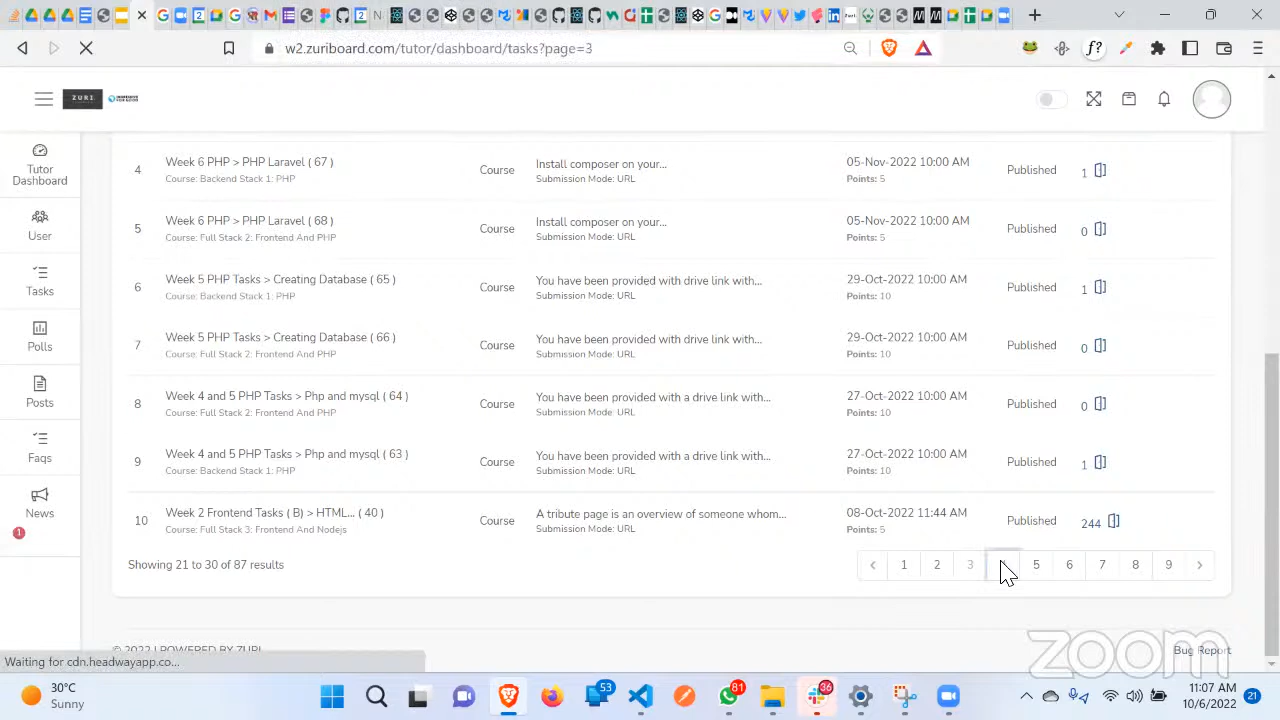 w2.zuriboard.com/tutor/dashboard/tasks?page=3
ZURI
Tutor
Dashboard
User
Tasks
Polls
Posts
Faqs
News
1
4 Week 6 PHP > PHP Laravel ( 67 ) Course Install composer on your... 05-Nov-2022 10:00 AM Published 1
Course: Backend Stack 1: PHP Submission Mode: URL Points: 5
5 Week 6 PHP > PHP Laravel ( 68 ) Course Install composer on your... 05-Nov-2022 10:00 AM Published 0
Course: Full Stack 2: Frontend And PHP Submission Mode: URL Points: 5
6 Week 5 PHP Tasks > Creating Database ( 65 ) Course You have been provided with drive link with... 29-Oct-2022 10:00 AM Published 1
Course: Backend Stack 1: PHP Submission Mode: URL Points: 10
7 Week 5 PHP Tasks > Creating Database ( 66 ) Course You have been provided with drive link with... 29-Oct-2022 10:00 AM Published 0
Course: Full Stack 2: Frontend And PHP Submission Mode: URL Points: 10
8 Week 4 and 5 PHP Tasks > Php and mysql ( 64 ) Course You have been provided with a drive link with... 27-Oct-2022 10:00 AM Published 0
Course: Full Stack 2: Frontend And PHP Submission Mode: URL Points: 10
9 Week 4 and 5 PHP Tasks > Php and mysql ( 63 ) Course You have been provided with a drive link with... 27-Oct-2022 10:00 AM Published 1
Course: Backend Stack 1: PHP Submission Mode: URL Points: 10
10 Week 2 Frontend Tasks ( B) > HTML... ( 40 ) Course A tribute page is an overview of someone whom... 08-Oct-2022 11:44 AM Published 244
Course: Full Stack 3: Frontend And Nodejs Submission Mode: URL Points: 5
Showing 21 to 30 of 87 results < 1 2 3 5 6 7 8 9 >
© 2022 | POWERED BY ZURI Bug Report
zoom
Waiting for cdn.headwayapp.co...
30°C
Sunny
53
81
36
11:07 AM
10/6/2022
21